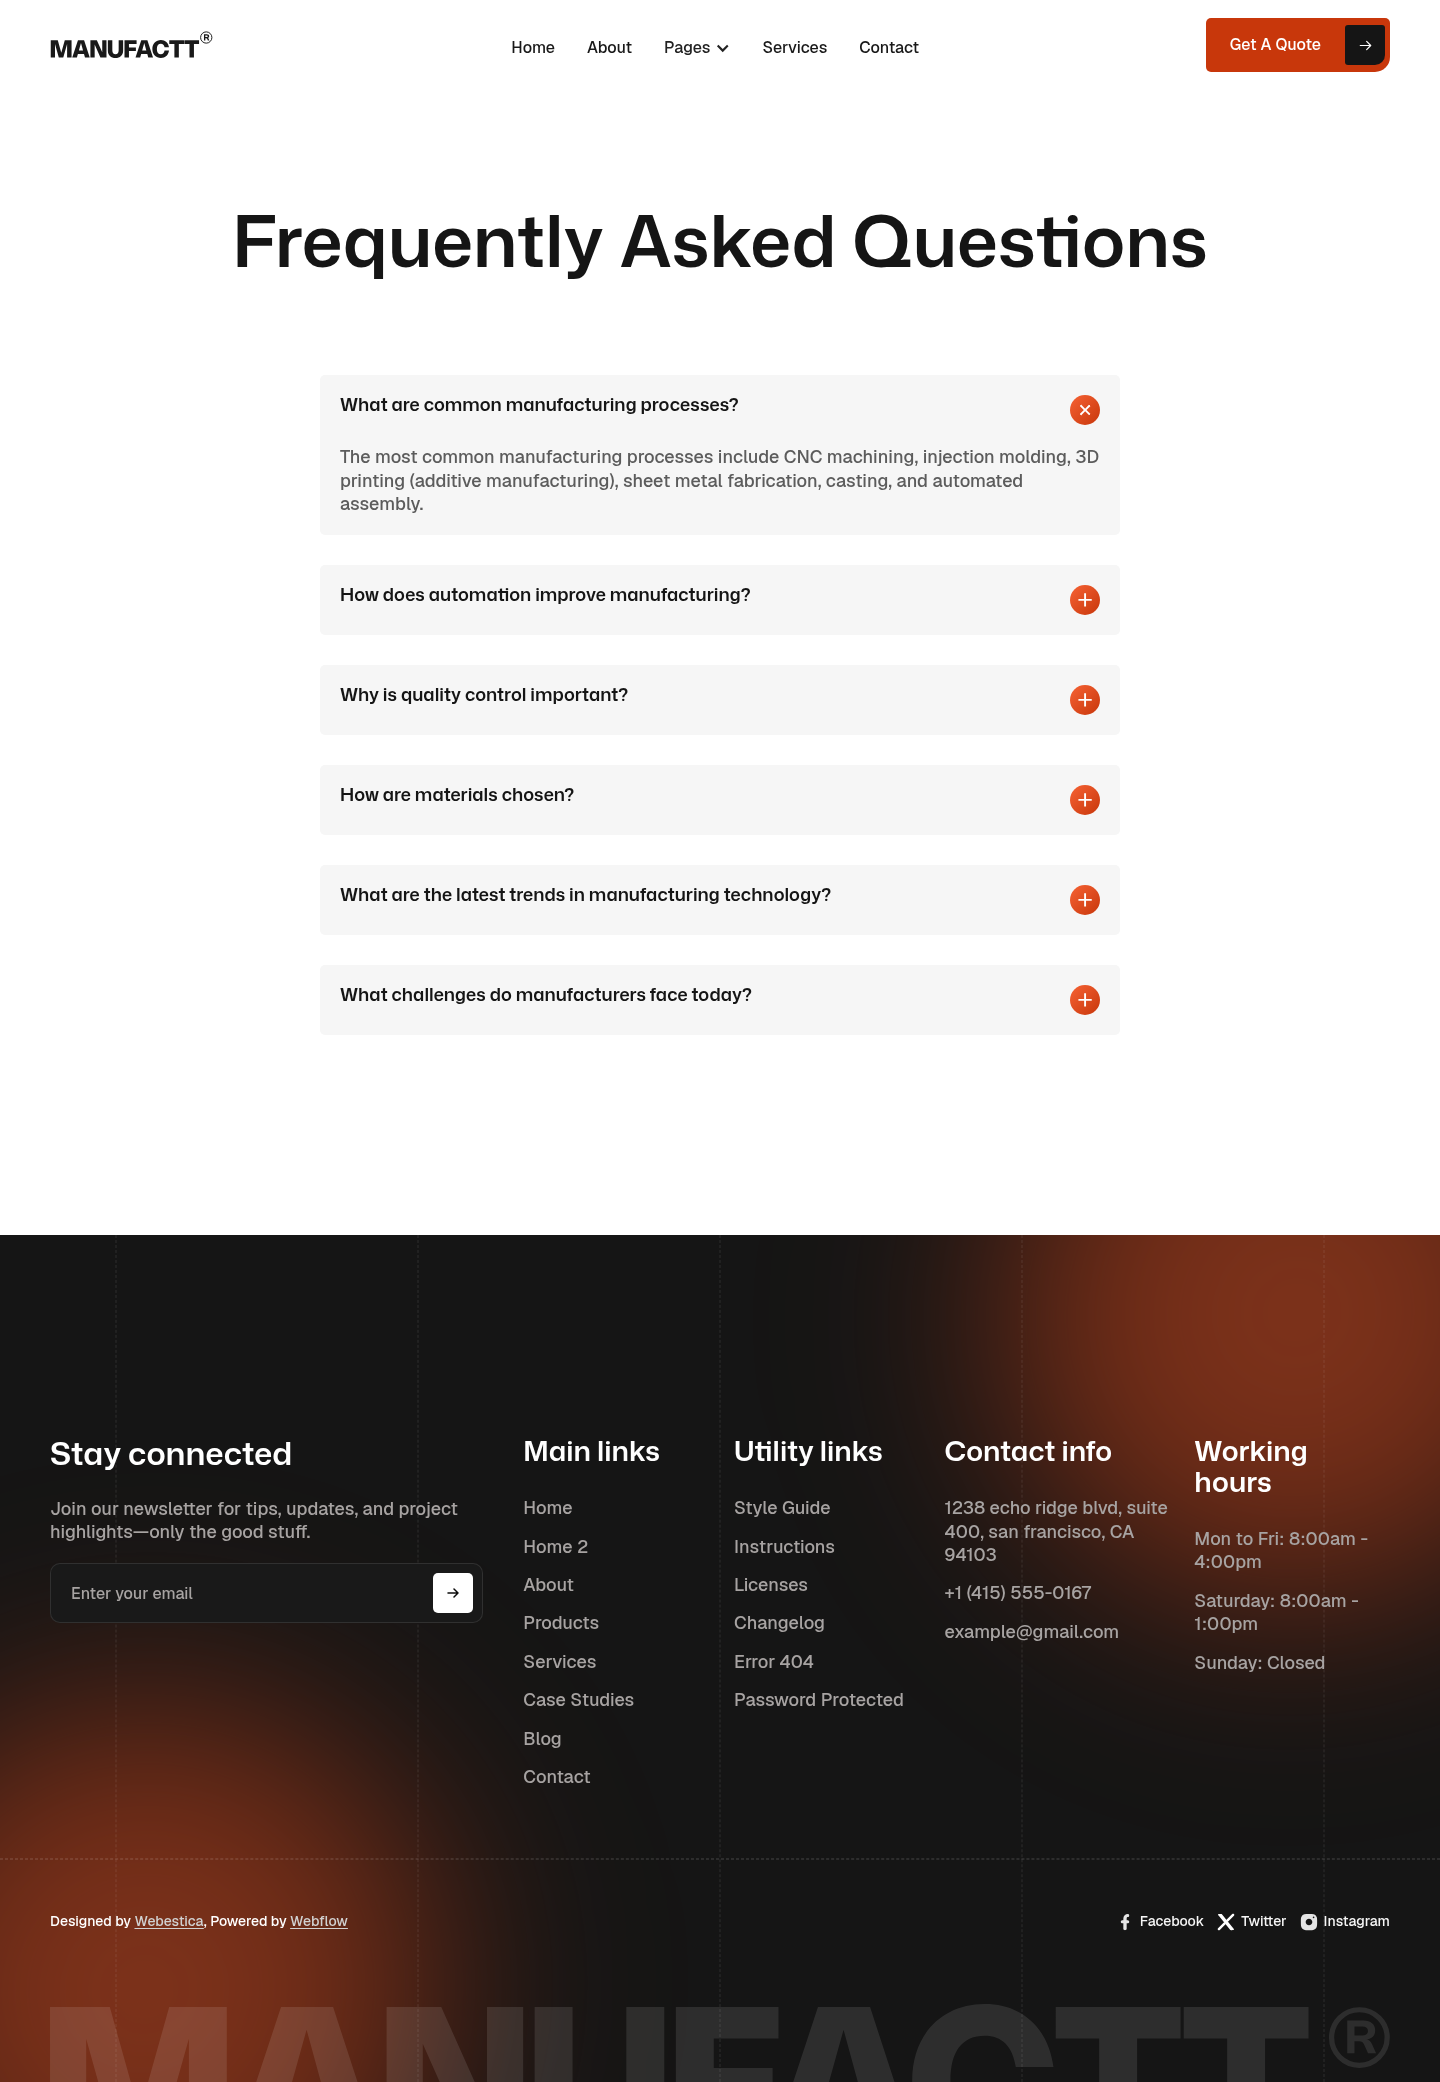 MANUFACTT®
Home
About
Pages
Services
Contact
Get A Quote
Frequently Asked Questions
What are common manufacturing processes?
The most common manufacturing processes include CNC machining, injection molding, 3D
printing (additive manufacturing), sheet metal fabrication, casting, and automated
assembly.
How does automation improve manufacturing?
Why is quality control important?
How are materials chosen?
What are the latest trends in manufacturing technology?
What challenges do manufacturers face today?
Stay connected
Join our newsletter for tips, updates, and project
highlights—only the good stuff.
Enter your email
Main links
Home
Home 2
About
Products
Services
Case Studies
Blog
Contact
Utility links
Style Guide
Instructions
Licenses
Changelog
Error 404
Password Protected
Contact info
1238 echo ridge blvd, suite
400, san francisco, CA
94103
+1 (415) 555-0167
example@gmail.com
Working
hours
Mon to Fri: 8:00am -
4:00pm
Saturday: 8:00am -
1:00pm
Sunday: Closed
Designed by Webestica, Powered by Webflow
Facebook
Twitter
Instagram
MANUFACTT®